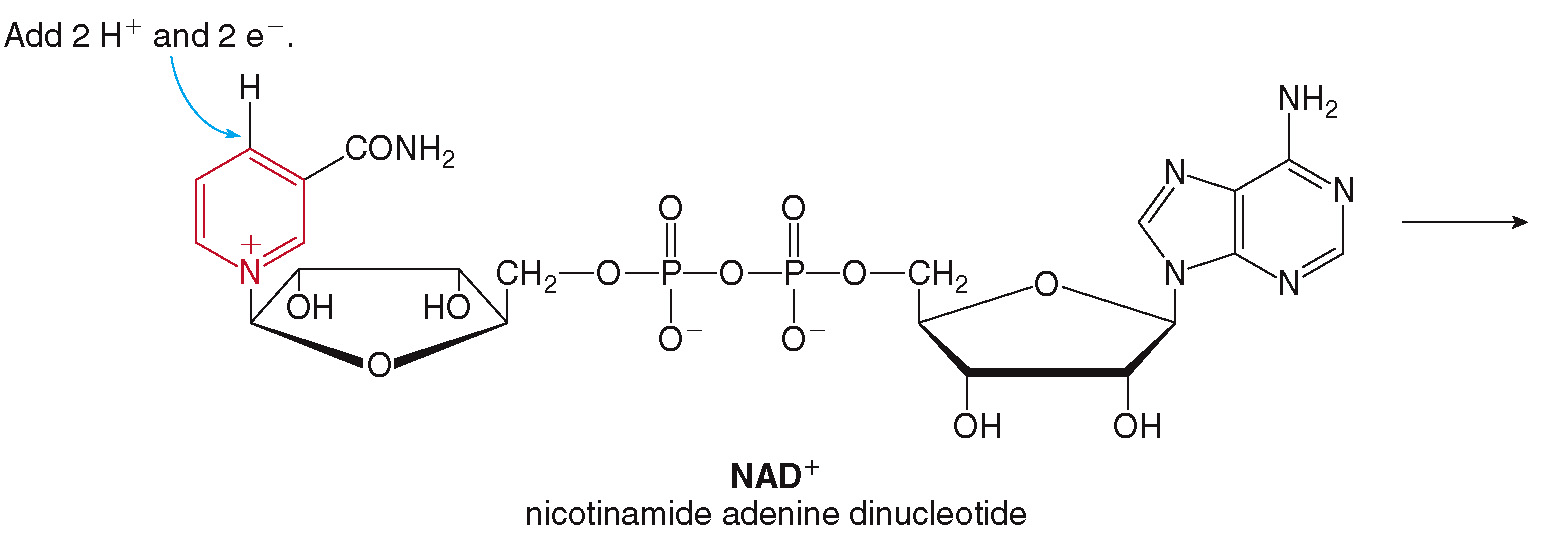 Add 2 H⁺ and 2 e⁻.
H
CONH₂
NH₂
N N
O O
N⁺ CH₂—O—P—O—P—O—CH₂ O N N
OH HO
O⁻ O⁻
O
OH OH
NAD⁺
nicotinamide adenine dinucleotide